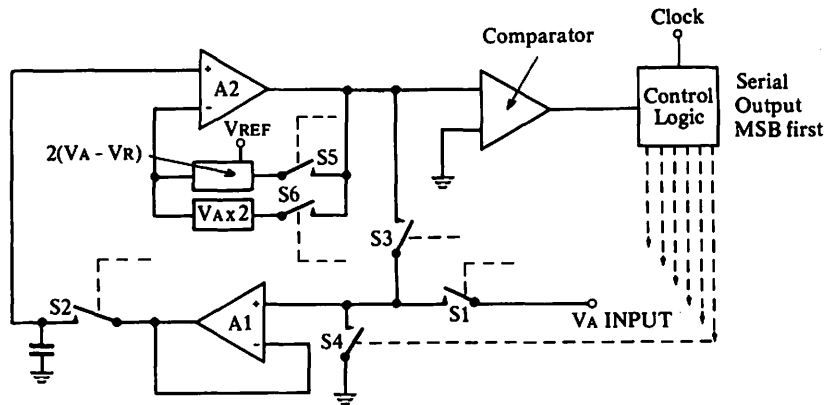 Clock
Comparator
A2
+
-
Control
Logic
Serial
Output
MSB first
VREF
2(VA - VR)
S5
S6
VA x 2
S3
S2
A1
+
-
S1
S4
VA INPUT